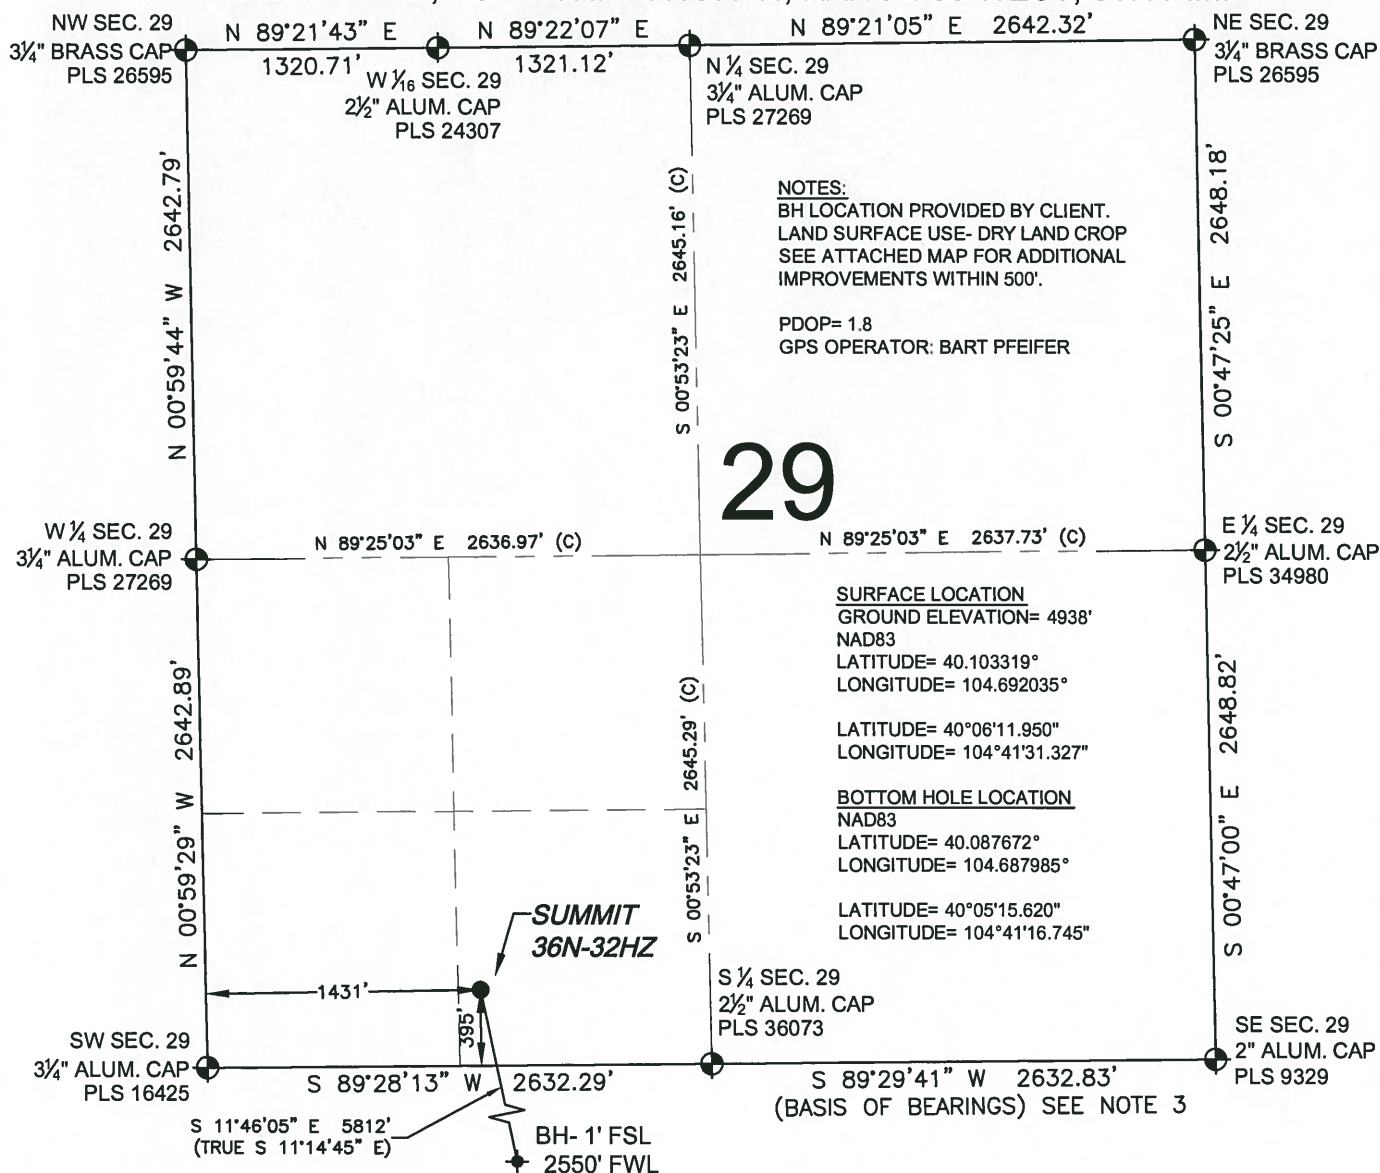 NW SEC. 29
3¼" BRASS CAP
PLS 26595
N 89°21'43" E
1320.71'
W 1⁄16 SEC. 29
2½" ALUM. CAP
PLS 24307
N 89°22'07" E
1321.12'
N ¼ SEC. 29
3¼" ALUM. CAP
PLS 27269
N 89°21'05" E 2642.32'
NE SEC. 29
3¼" BRASS CAP
PLS 26595
N 00°59'44" W 2642.79'
S 00°53'23" E 2645.16' (C)
NOTES:
BH LOCATION PROVIDED BY CLIENT.
LAND SURFACE USE- DRY LAND CROP
SEE ATTACHED MAP FOR ADDITIONAL
IMPROVEMENTS WITHIN 500'.
PDOP= 1.8
GPS OPERATOR: BART PFEIFER
S 00°47'25" E 2648.18'
29
W ¼ SEC. 29
3¼" ALUM. CAP
PLS 27269
N 89°25'03" E 2636.97' (C)
N 89°25'03" E 2637.73' (C)
E ¼ SEC. 29
2½" ALUM. CAP
PLS 34980
SURFACE LOCATION
GROUND ELEVATION= 4938'
NAD83
LATITUDE= 40.103319°
LONGITUDE= 104.692035°
LATITUDE= 40°06'11.950"
LONGITUDE= 104°41'31.327"
BOTTOM HOLE LOCATION
NAD83
LATITUDE= 40.087672°
LONGITUDE= 104.687985°
LATITUDE= 40°05'15.620"
LONGITUDE= 104°41'16.745"
N 00°59'29" W 2642.89'
S 00°53'23" E 2645.29' (C)
S 00°47'00" E 2648.82'
SUMMIT
36N-32HZ
1431'
395'
S ¼ SEC. 29
2½" ALUM. CAP
PLS 36073
SW SEC. 29
3¼" ALUM. CAP
PLS 16425
SE SEC. 29
2" ALUM. CAP
PLS 9329
S 89°28'13" W 2632.29'
S 89°29'41" W 2632.83'
(BASIS OF BEARINGS) SEE NOTE 3
S 11°46'05" E 5812'
(TRUE S 11°14'45" E)
BH- 1' FSL
2550' FWL